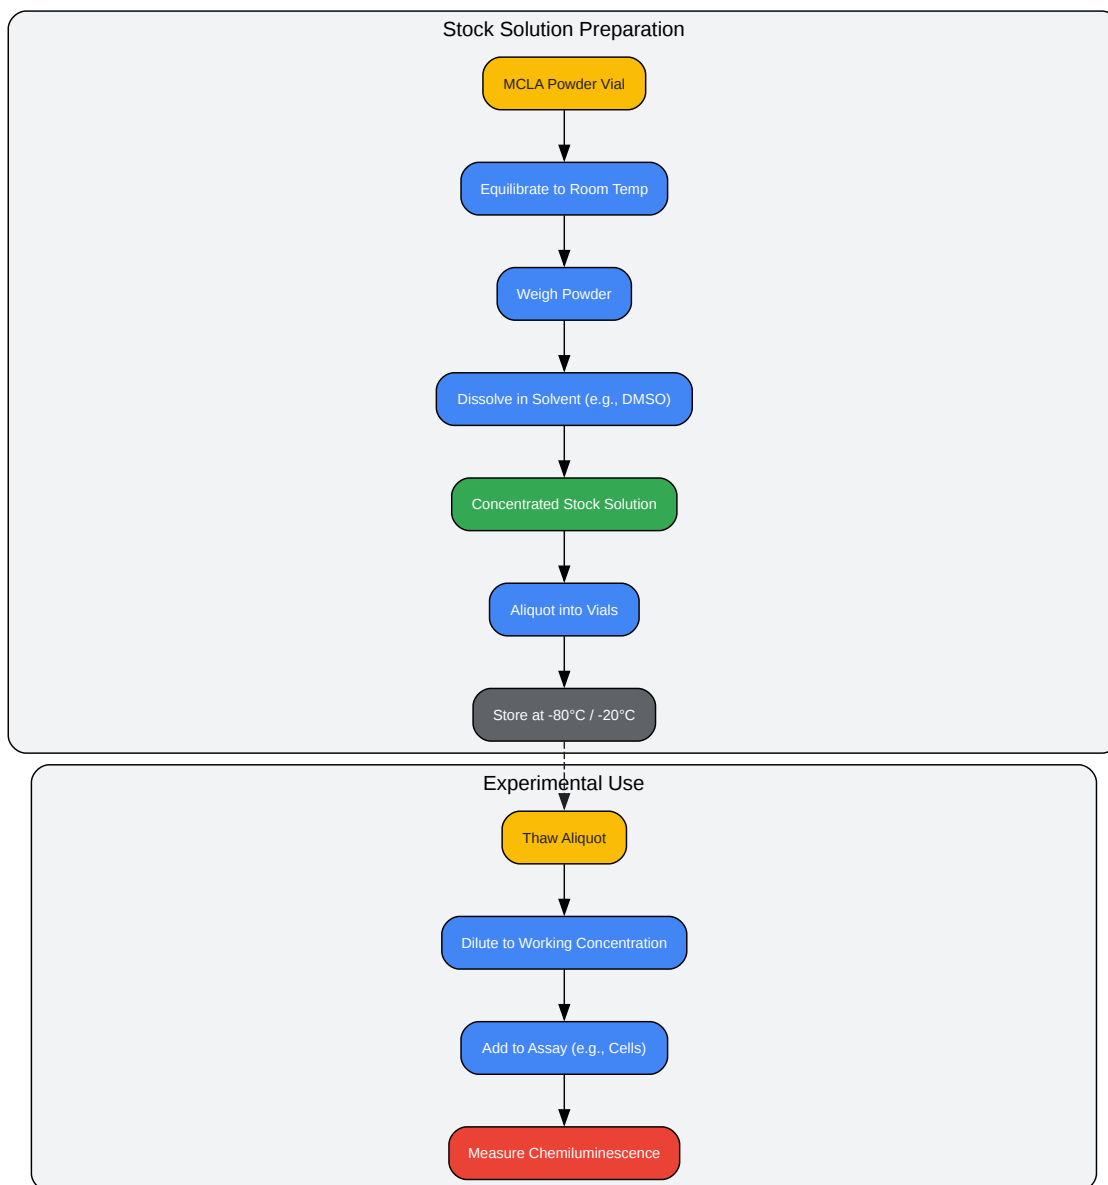 Stock Solution Preparation
MCLA Powder Vial
Equilibrate to Room Temp
Weigh Powder
Dissolve in Solvent (e.g., DMSO)
Concentrated Stock Solution
Aliquot into Vials
Store at -80°C / -20°C
Experimental Use
Thaw Aliquot
Dilute to Working Concentration
Add to Assay (e.g., Cells)
Measure Chemiluminescence